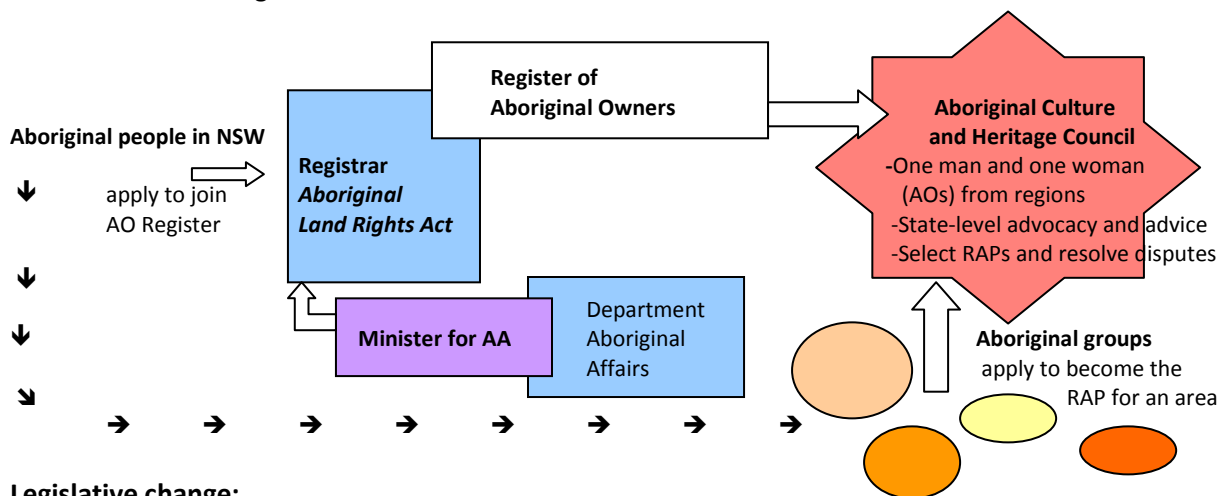 Register of
Aboriginal Owners
Aboriginal people in NSW
apply to join
AO Register
Registrar
Aboriginal
Land Rights Act
Aboriginal Culture
and Heritage Council
-One man and one woman
(AOs) from regions
-State-level advocacy and advice
-Select RAPs and resolve disputes
Minister for AA
Department
Aboriginal
Affairs
Aboriginal groups
apply to become the
RAP for an area
Legislative change: